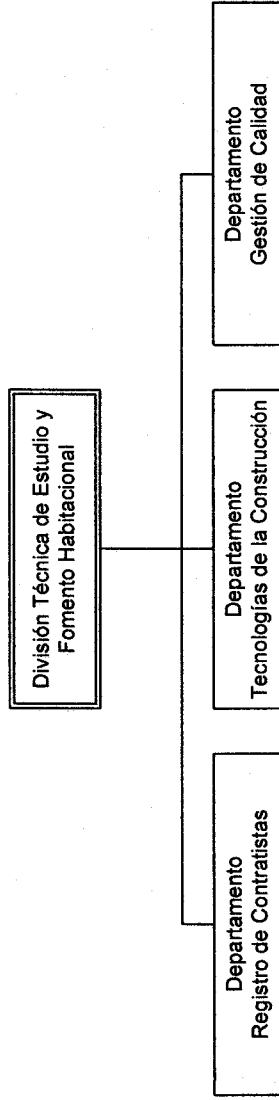 División Técnica de Estudio y
Fomento Habitacional
Departamento
Registro de Contratistas
Departamento
Tecnologías de la Construcción
Departamento
Gestión de Calidad